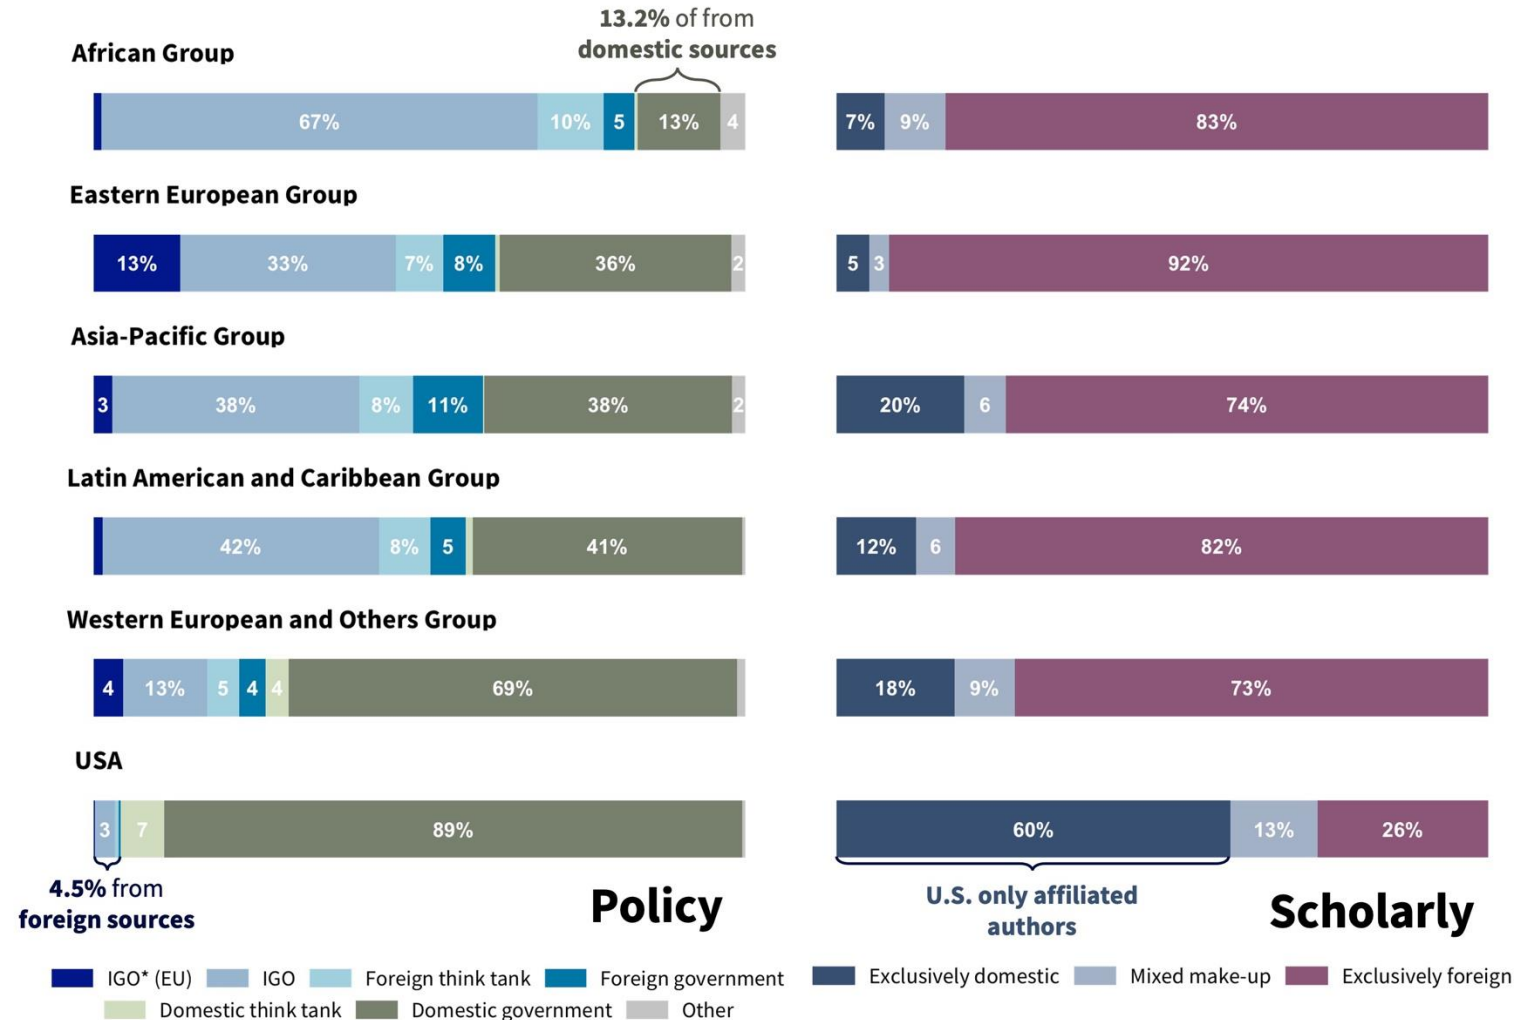 13.2% of from
domestic sources
African Group
67% 10% 5 13% 4 7% 9% 83%
Eastern European Group
13% 33% 7% 8% 36% 2 5 3 92%
Asia-Pacific Group
3 38% 8% 11% 38% 2 20% 6 74%
Latin American and Caribbean Group
42% 8% 5 41% 12% 6 82%
Western European and Others Group
4 13% 5 4 4 69% 18% 9% 73%
USA
3 7 89% 60% 13% 26%
4.5% from
foreign sources
Policy
U.S. only affiliated
authors
Scholarly
IGO* (EU) IGO Foreign think tank Foreign government
Domestic think tank Domestic government Other
Exclusively domestic Mixed make-up Exclusively foreign